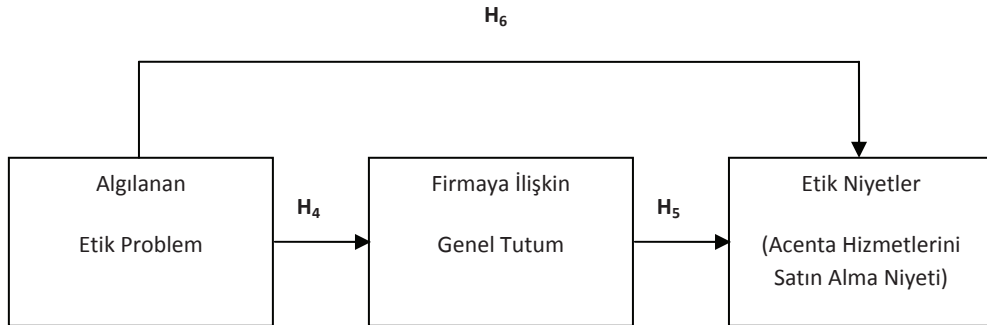 H₆
Algılanan
Etik Problem
H₄
Firmaya İlişkin
Genel Tutum
H₅
Etik Niyetler
(Acenta Hizmetlerini
Satın Alma Niyeti)